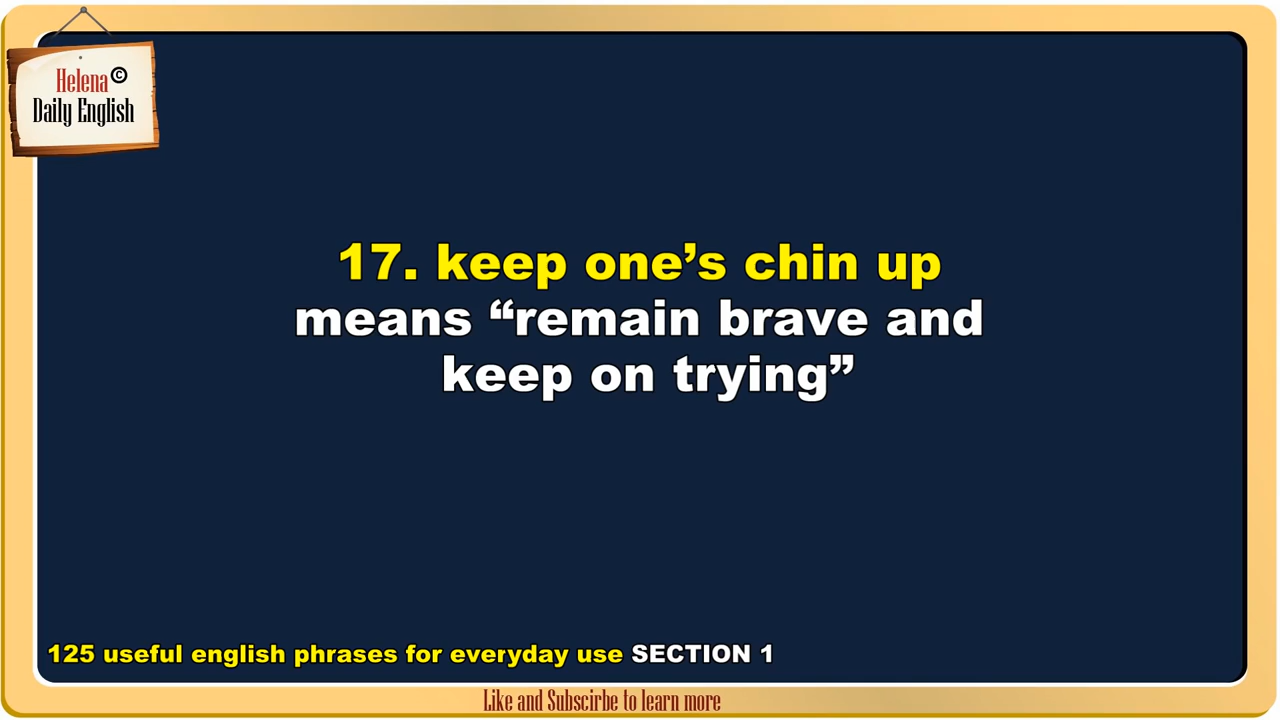 Helena ©
Daily English
17. keep one’s chin up
means “remain brave and
keep on trying”
125 useful english phrases for everyday use SECTION 1
Like and Subscirbe to learn more